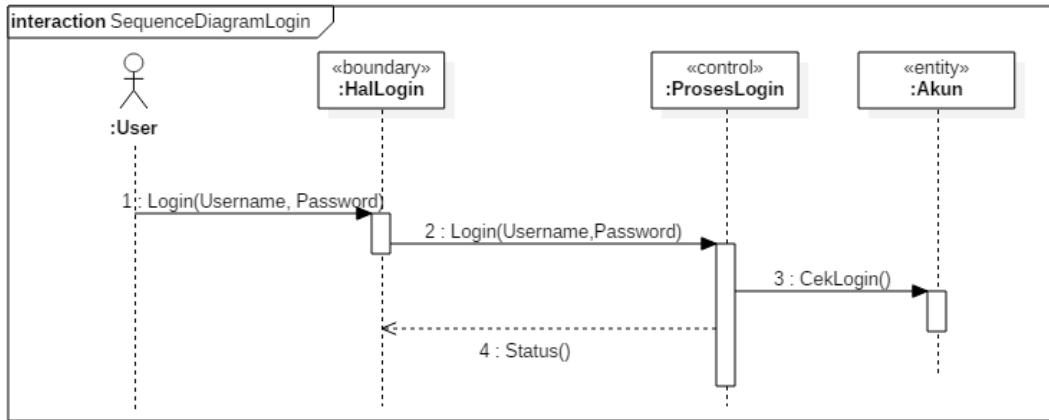 interaction SequenceDiagramLogin
«boundary»
:HalLogin
«control»
:ProsesLogin
«entity»
:Akun
:User
1 : Login(Username, Password)
2 : Login(Username,Password)
3 : CekLogin()
4 : Status()